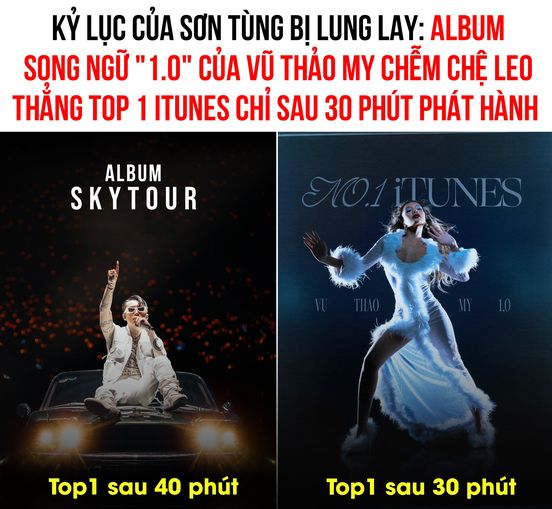 KỶ LỤC CỦA SƠN TÙNG BỊ LUNG LAY: ALBUM
SONG NGỮ "1.0" CỦA VŨ THẢO MY CHỄM CHỆ LEO
THẲNG TOP 1 ITUNES CHỈ SAU 30 PHÚT PHÁT HÀNH
ALBUM
SKYTOUR
Top1 sau 40 phút
NO.1 iTUNES
VU THAO MY 1.0
Top1 sau 30 phút